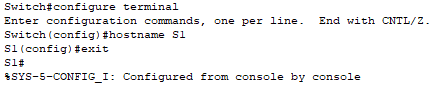 Switch#configure terminal
Enter configuration commands, one per line.  End with CNTL/Z.
Switch(config)#hostname S1
S1(config)#exit
S1#
%SYS-5-CONFIG_I: Configured from console by console